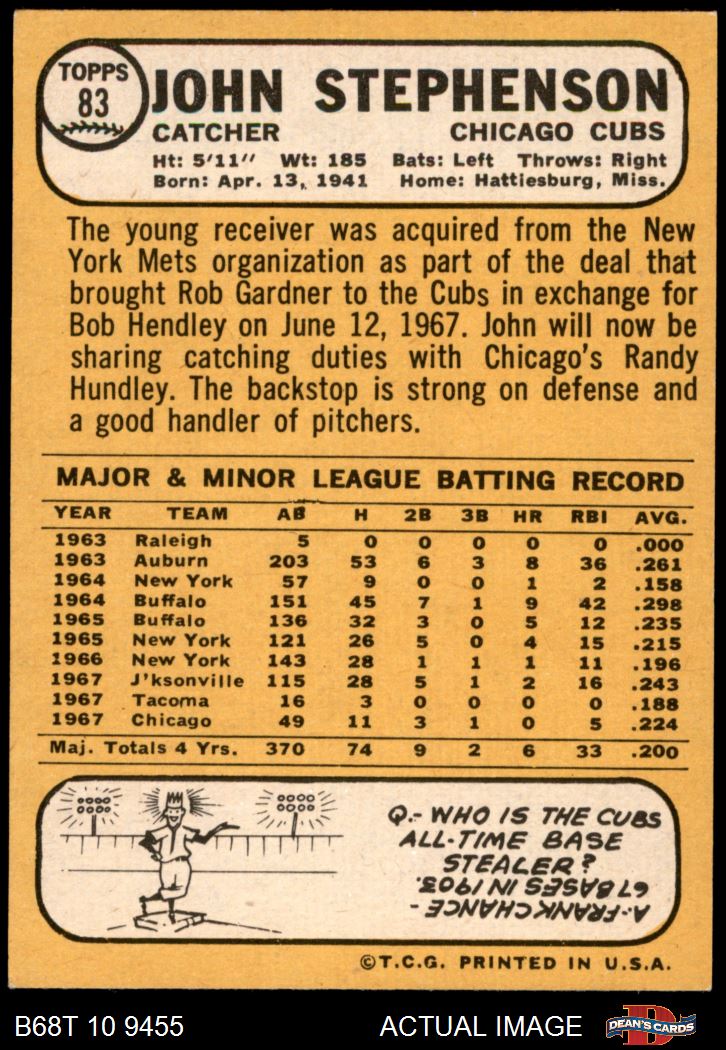 TOPPS
83
JOHN STEPHENSON
CATCHER CHICAGO CUBS
Ht: 5'11" Wt: 185 Bats: Left Throws: Right
Born: Apr. 13, 1941 Home: Hattiesburg, Miss.
The young receiver was acquired from the New
York Mets organization as part of the deal that
brought Rob Gardner to the Cubs in exchange for
Bob Hendley on June 12, 1967. John will now be
sharing catching duties with Chicago's Randy
Hundley. The backstop is strong on defense and
a good handler of pitchers.
MAJOR & MINOR LEAGUE BATTING RECORD
YEAR TEAM AB H 2B 3B HR RBI AVG.
1963 Raleigh 5 0 0 0 0 0 .000
1963 Auburn 203 53 6 3 8 36 .261
1964 New York 57 9 0 0 1 2 .158
1964 Buffalo 151 45 7 1 9 42 .298
1965 Buffalo 136 32 3 0 5 12 .235
1965 New York 121 26 5 0 4 15 .215
1966 New York 143 28 1 1 1 11 .196
1967 J'ksonville 115 28 5 1 2 16 .243
1967 Tacoma 16 3 0 0 0 0 .188
1967 Chicago 49 11 3 1 0 5 .224
Maj. Totals 4 Yrs. 370 74 9 2 6 33 .200
Q.- WHO IS THE CUBS
ALL-TIME BASE
STEALER?
A.-FRANK CHANCE -
67 BASES IN 1903.
©T.C.G. PRINTED IN U.S.A.
B68T 10 9455 ACTUAL IMAGE
D
DEAN'S CARDS